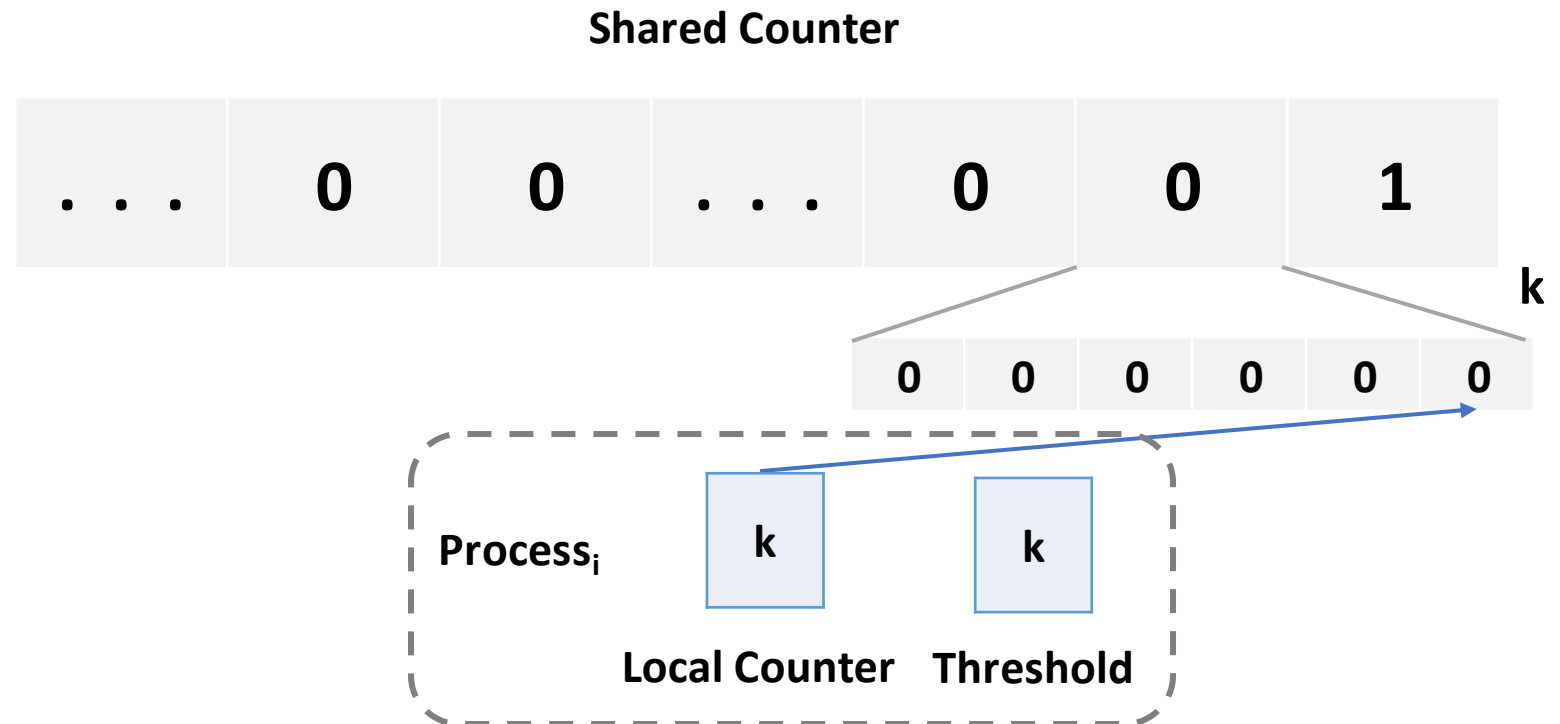 Shared Counter
. . . 0 0 . . . 0 0 1
k
0 0 0 0 0 0
Processᵢ k k
Local Counter Threshold